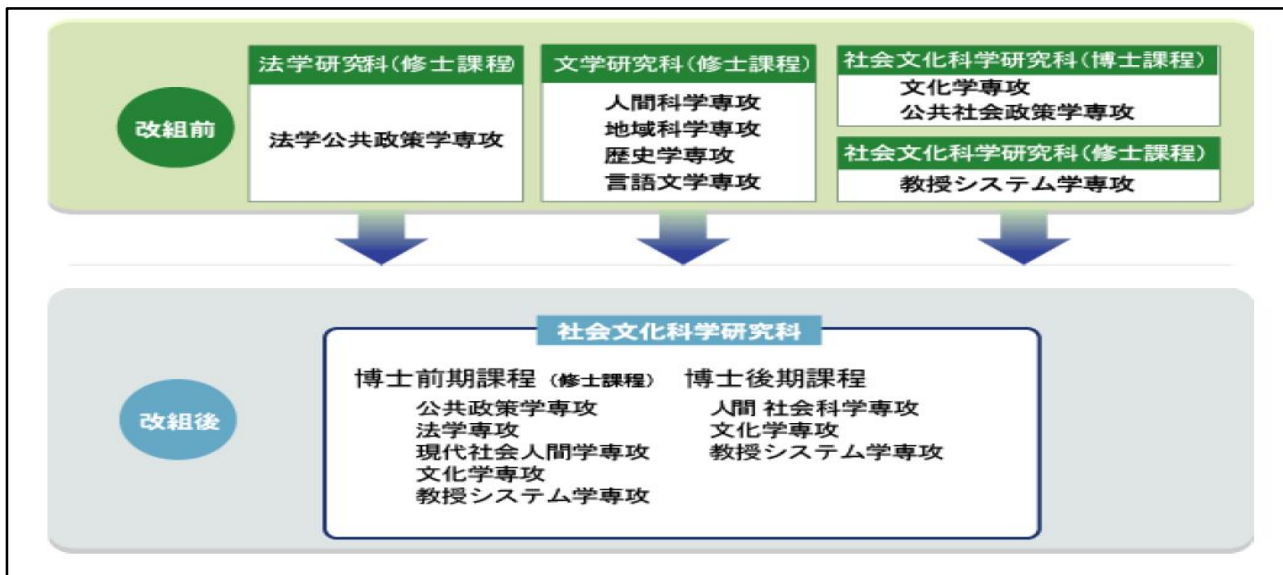 改組前
法学研究科(修士課程)
法学公共政策学専攻
文学研究科(修士課程)
人間科学専攻
地域科学専攻
歴史学専攻
言語文学専攻
社会文化科学研究科(博士課程)
文化学専攻
公共社会政策学専攻
社会文化科学研究科(修士課程)
教授システム学専攻
改組後
社会文化科学研究科
博士前期課程(修士課程)
公共政策学専攻
法学専攻
現代社会人間学専攻
文化学専攻
教授システム学専攻
博士後期課程
人間 社会科学専攻
文化学専攻
教授システム学専攻